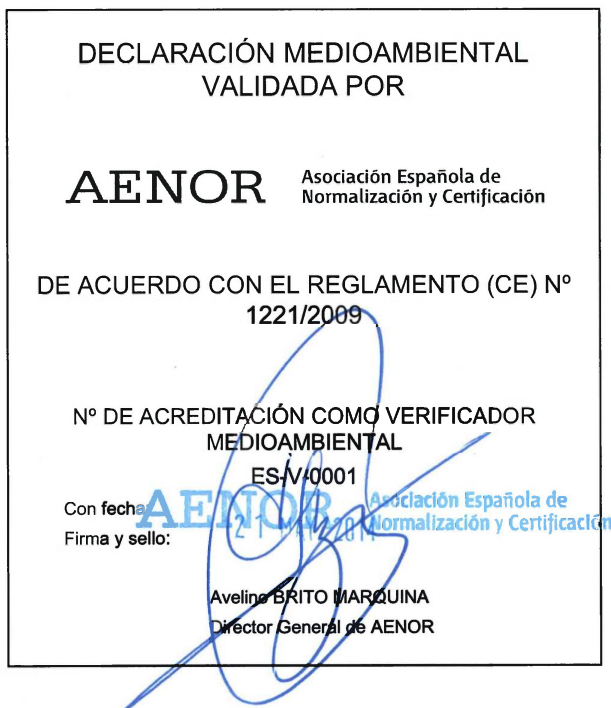 DECLARACIÓN MEDIOAMBIENTAL
VALIDADA POR
AENOR
Asociación Española de
Normalización y Certificación
DE ACUERDO CON EL REGLAMENTO (CE) Nº
1221/2009
Nº DE ACREDITACIÓN COMO VERIFICADOR
MEDIOAMBIENTAL
ES-V-0001
Con fecha:
AENOR
Asociación Española de
Normalización y Certificación
21
Firma y sello:
Avelino BRITO MARQUINA
Director General de AENOR